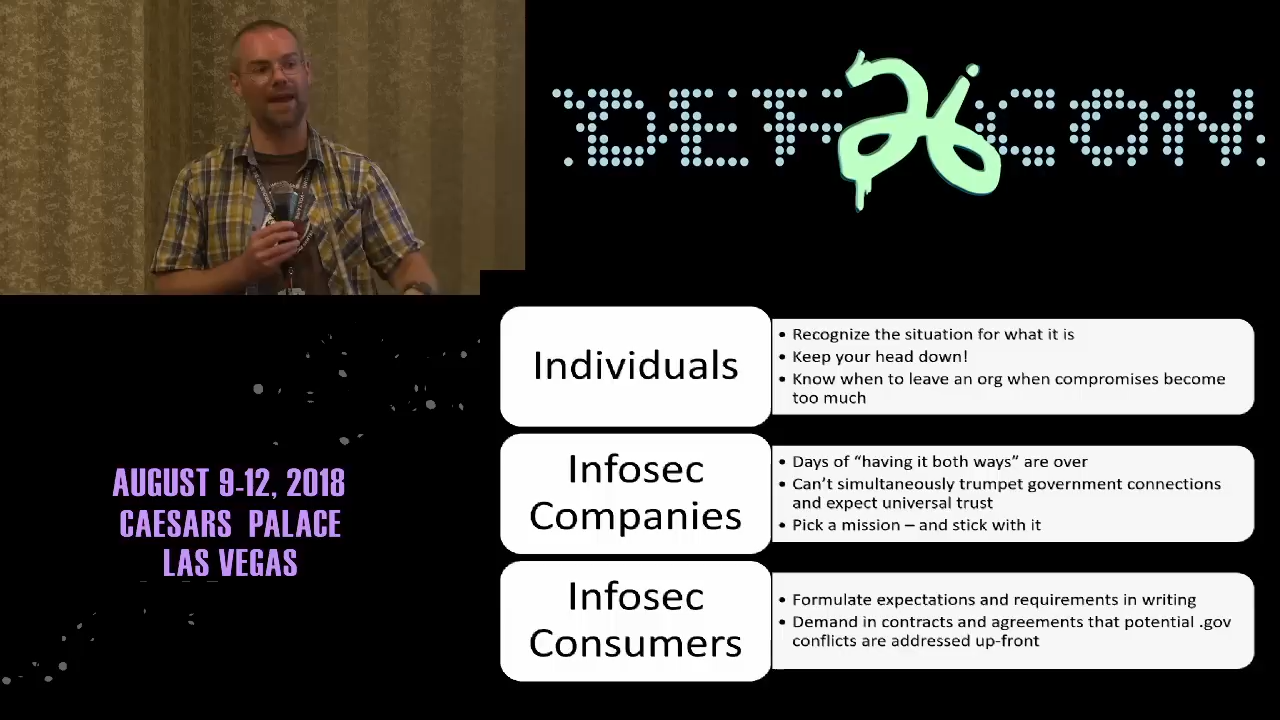 DEF 26 CON
Individuals
• Recognize the situation for what it is
• Keep your head down!
• Know when to leave an org when compromises become
too much
Infosec
Companies
• Days of “having it both ways” are over
• Can’t simultaneously trumpet government connections
and expect universal trust
• Pick a mission – and stick with it
Infosec
Consumers
• Formulate expectations and requirements in writing
• Demand in contracts and agreements that potential .gov
conflicts are addressed up-front
AUGUST 9-12, 2018
CAESARS PALACE
LAS VEGAS